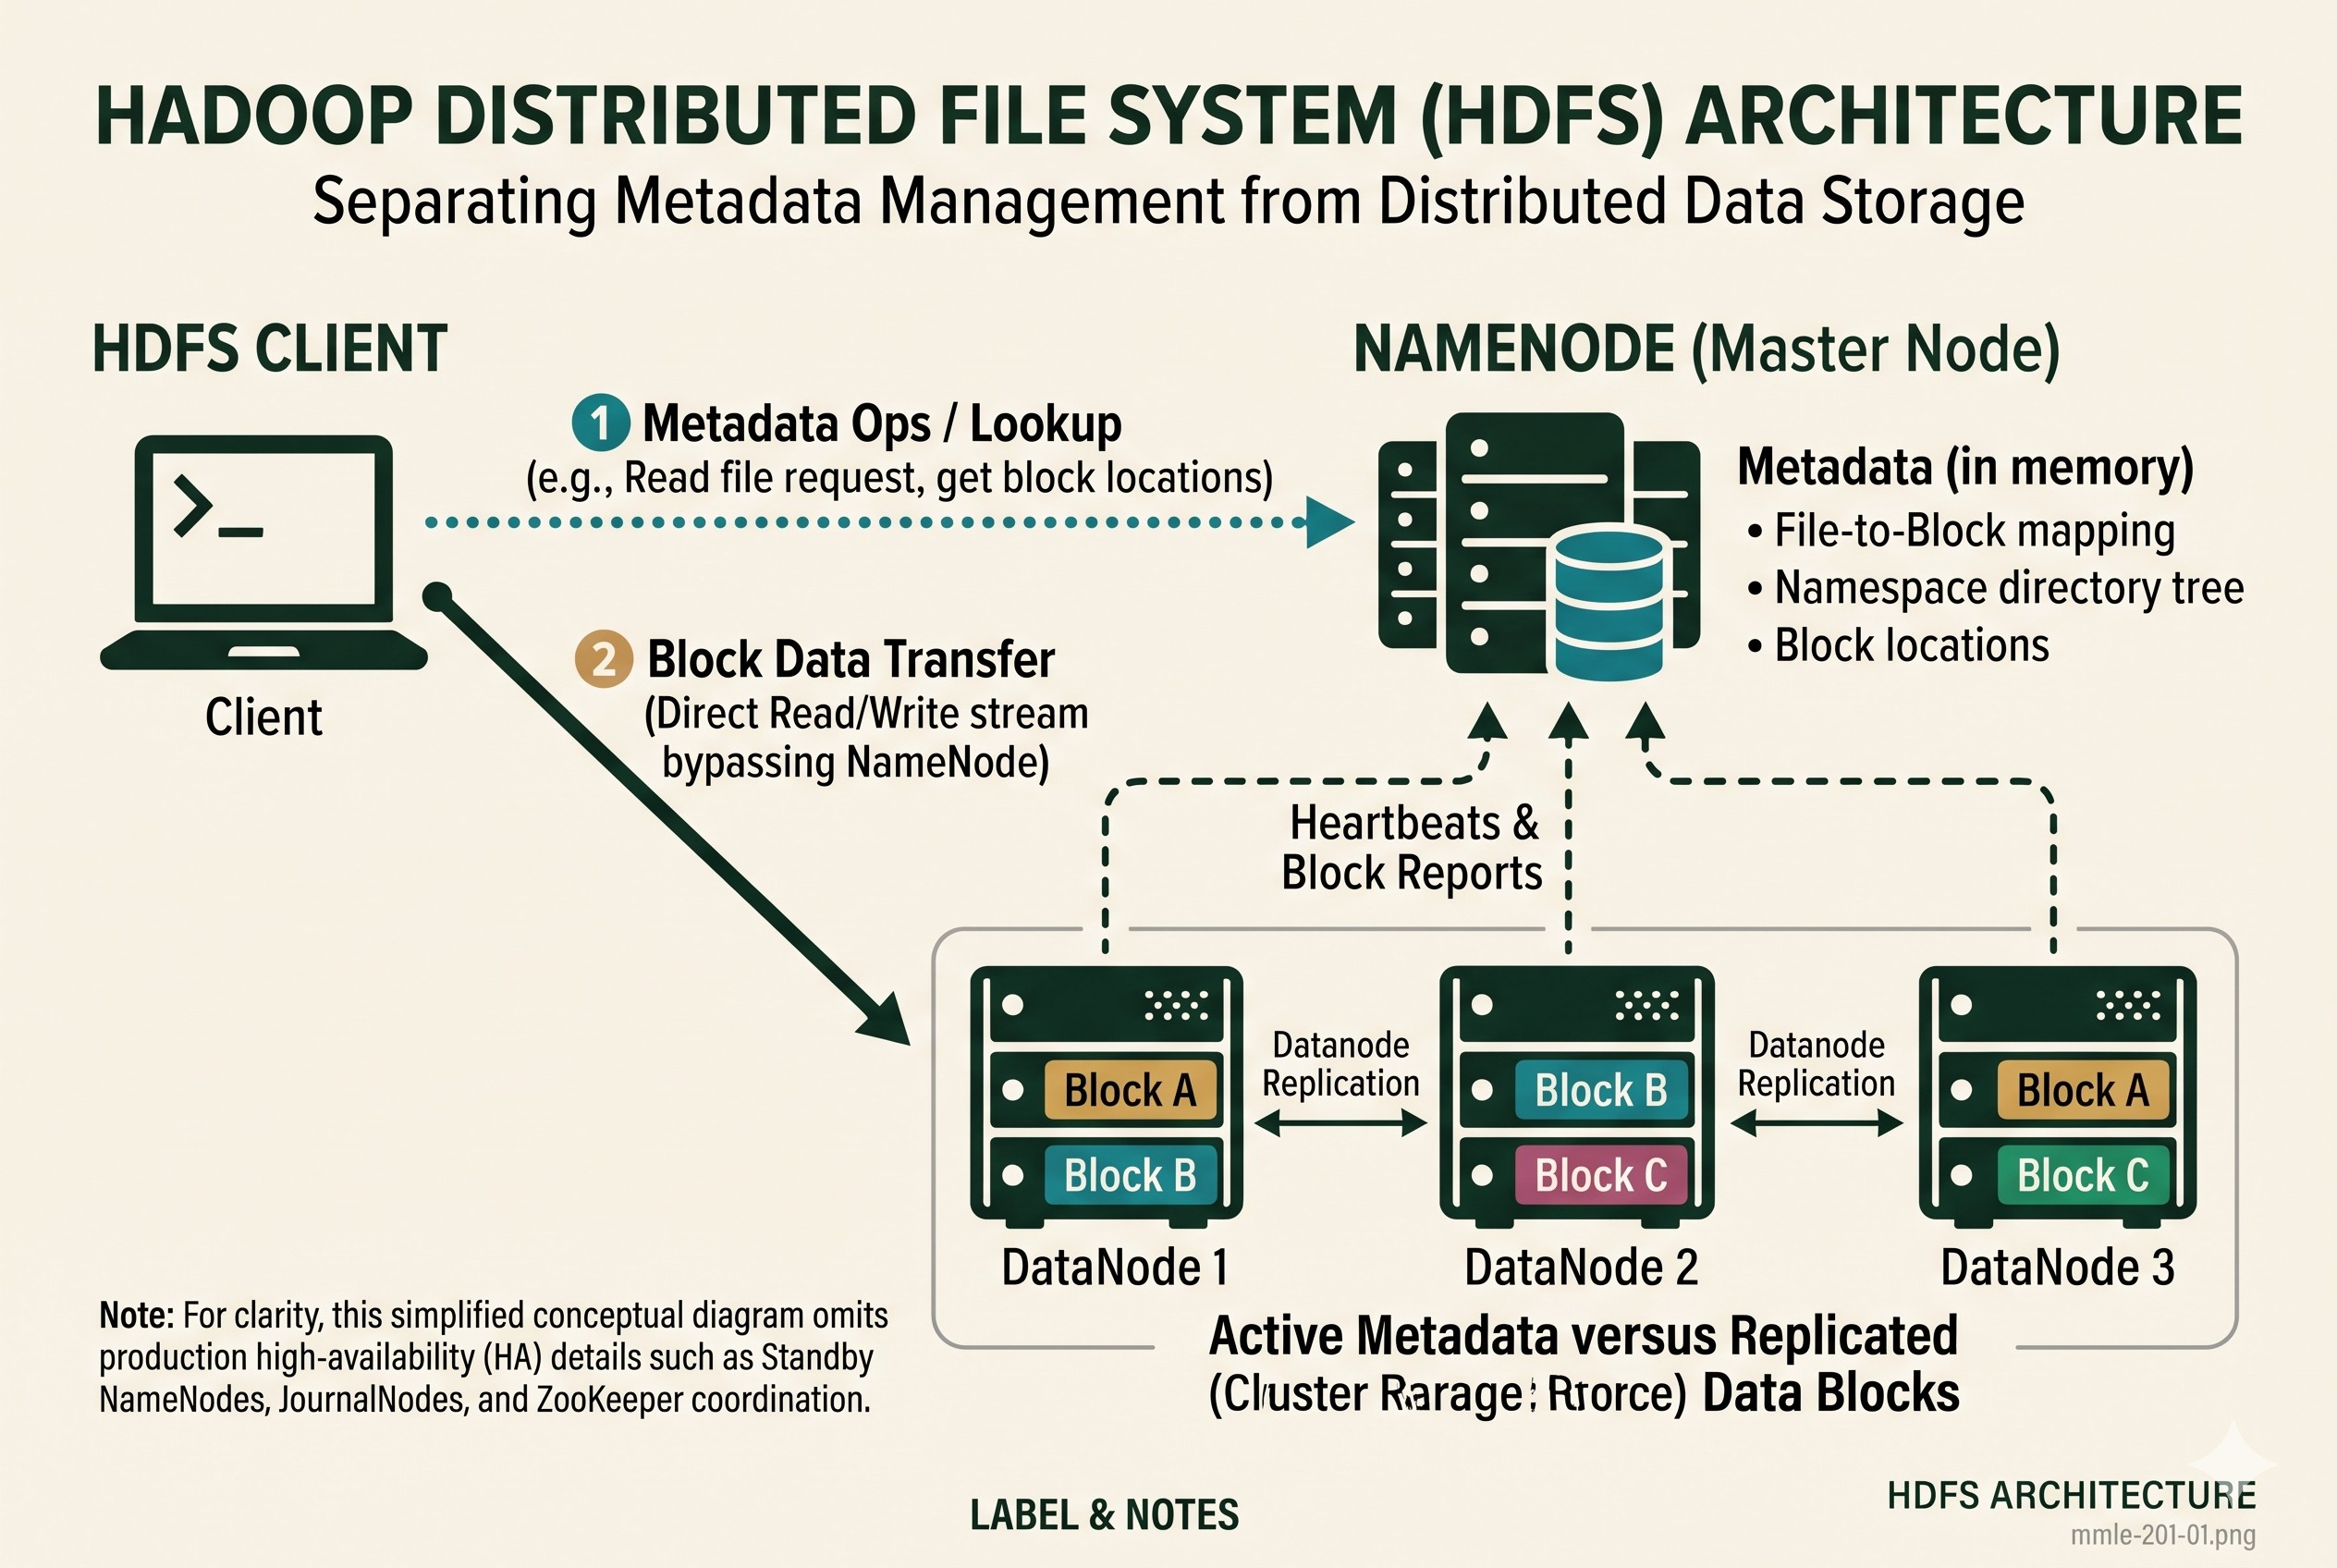 HADOOP DISTRIBUTED FILE SYSTEM (HDFS) ARCHITECTURE
Separating Metadata Management from Distributed Data Storage
HDFS CLIENT
Client
1 Metadata Ops / Lookup
(e.g., Read file request, get block locations)
2 Block Data Transfer
(Direct Read/Write stream
bypassing NameNode)
NAMENODE (Master Node)
Metadata (in memory)
• File-to-Block mapping
• Namespace directory tree
• Block locations
Heartbeats &
Block Reports
Block A
Block B
DataNode 1
Datanode
Replication
Block B
Block C
DataNode 2
Datanode
Replication
Block A
Block C
DataNode 3
Active Metadata versus Replicated
(Cluster Data Blocks
Note: For clarity, this simplified conceptual diagram omits
production high-availability (HA) details such as Standby
NameNodes, JournalNodes, and ZooKeeper coordination.
LABEL & NOTES
HDFS ARCHITECTURE
mmle-201-01.png